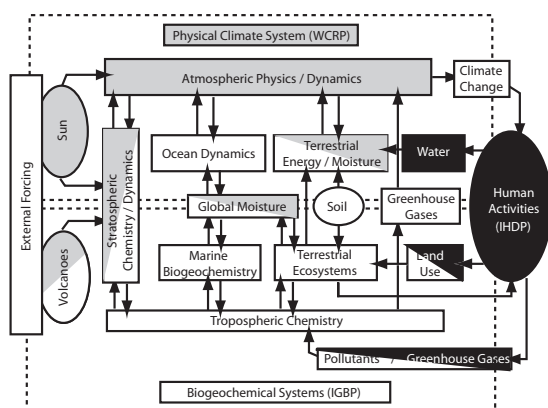 Physical Climate System (WCRP)
Atmospheric Physics / Dynamics
Climate
Change
External Forcing
Sun
Stratospheric
Chemistry / Dynamics
Ocean Dynamics
Terrestrial
Energy / Moisture
Water
Human
Activities
(IHDP)
Global Moisture
Soil
Greenhouse
Gases
Volcanoes
Marine
Biogeochemistry
Terrestrial
Ecosystems
Land
Use
Tropospheric Chemistry
Pollutants / Greenhouse Gases
Biogeochemical Systems (IGBP)